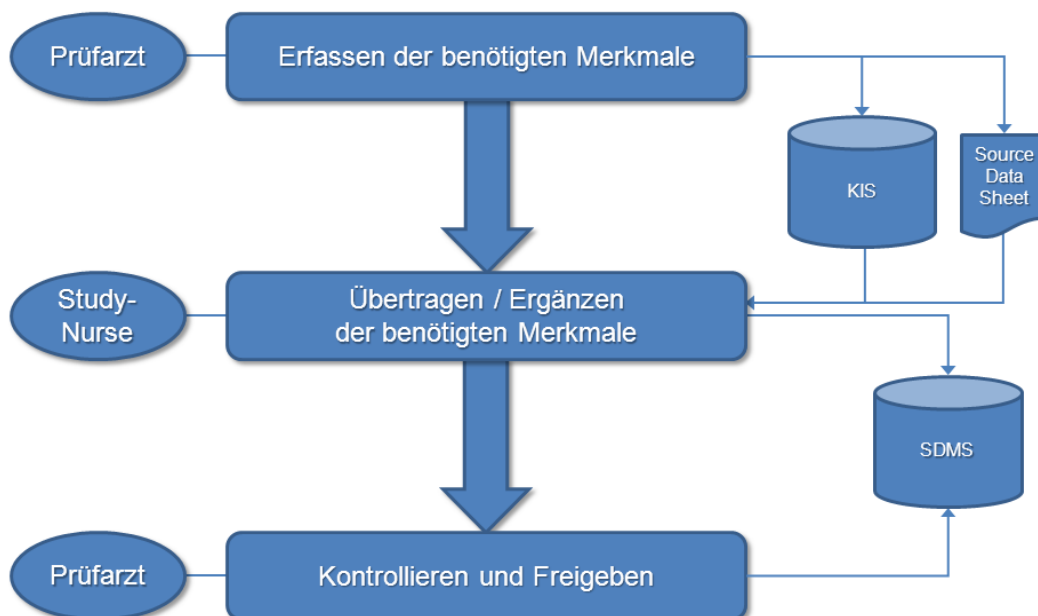 Prüfarzt
Erfassen der benötigten Merkmale
KIS
Source
Data
Sheet
Study-
Nurse
Übertragen / Ergänzen
der benötigten Merkmale
SDMS
Prüfarzt
Kontrollieren und Freigeben